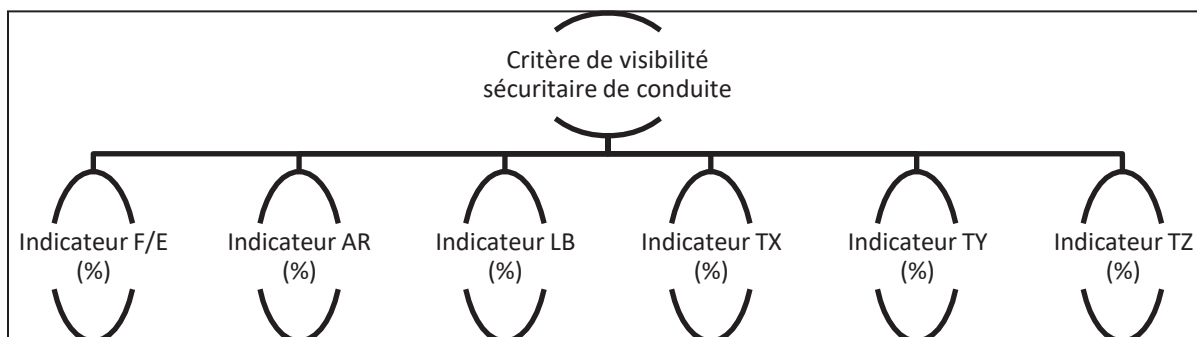 Critère de visibilité
sécuritaire de conduite
Indicateur F/E
(%)
Indicateur AR
(%)
Indicateur LB
(%)
Indicateur TX
(%)
Indicateur TY
(%)
Indicateur TZ
(%)